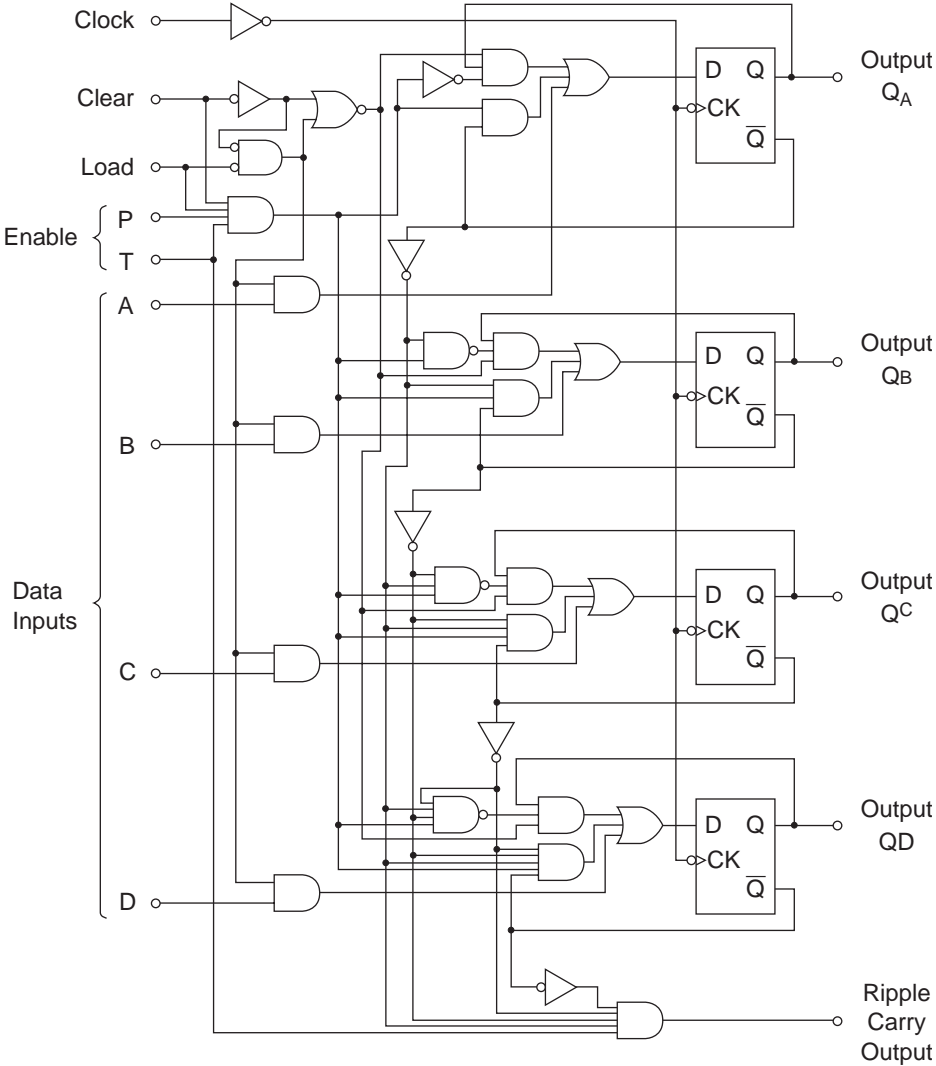 Clock
Clear
Load
P
Enable
T
A
B
Data
Inputs
C
D
D Q
CK
Q
Output
QA
D Q
CK
Q
Output
QB
D Q
CK
Q
Output
QC
D Q
CK
Q
Output
QD
Ripple
Carry
Output